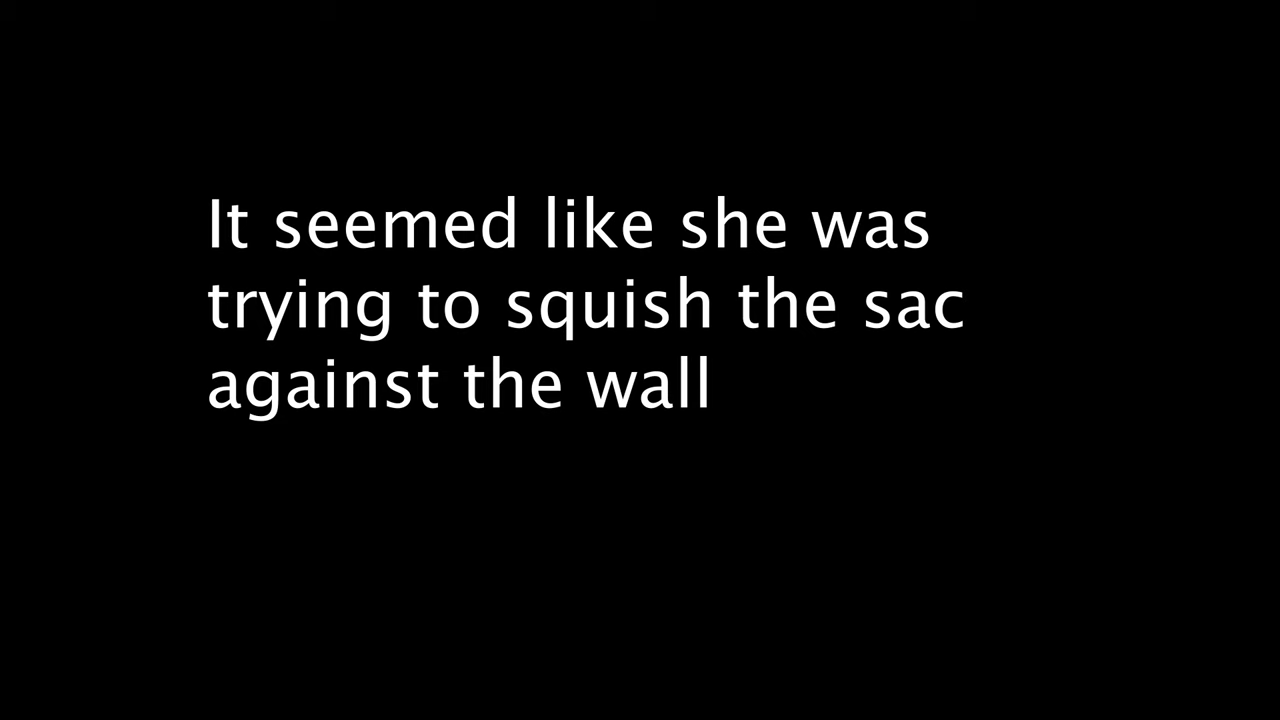 It seemed like she was
trying to squish the sac
against the wall